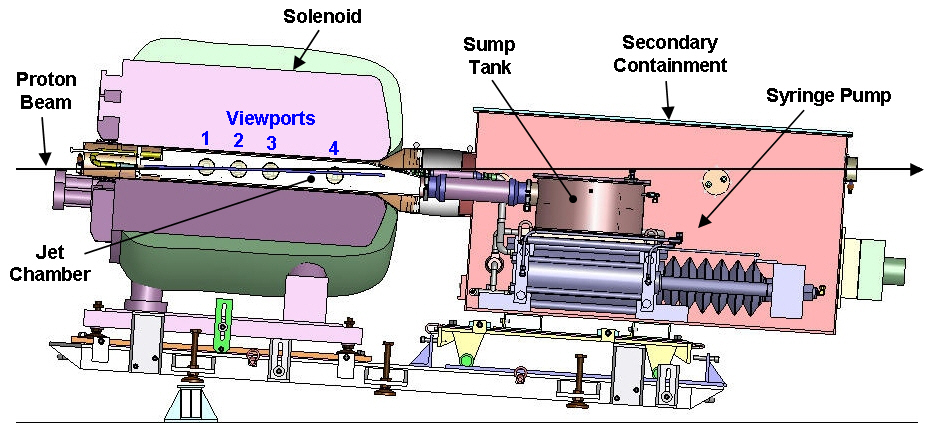 Solenoid
Sump
Tank
Secondary
Containment
Proton
Beam
Syringe Pump
Viewports
1 2 3 4
Jet
Chamber